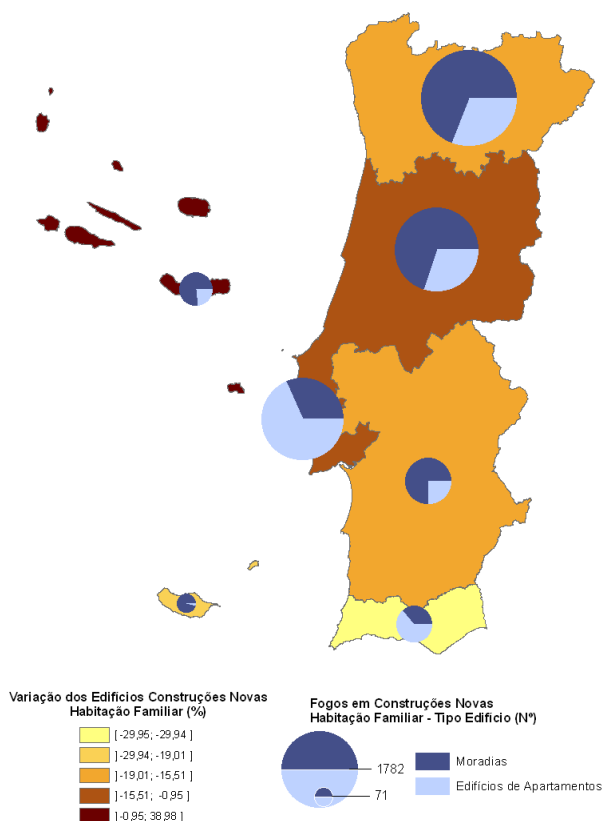 Variação dos Edifícios Construções Novas
Habitação Familiar (%)
] -29,95; -29,94 ]
] -29,94; -19,01 ]
] -19,01; -15,51 ]
] -15,51; -0,95 ]
] -0,95; 38,98 ]
Fogos em Construções Novas
Habitação Familiar - Tipo Edifício (Nº)
1782
71
Moradias
Edifícios de Apartamentos